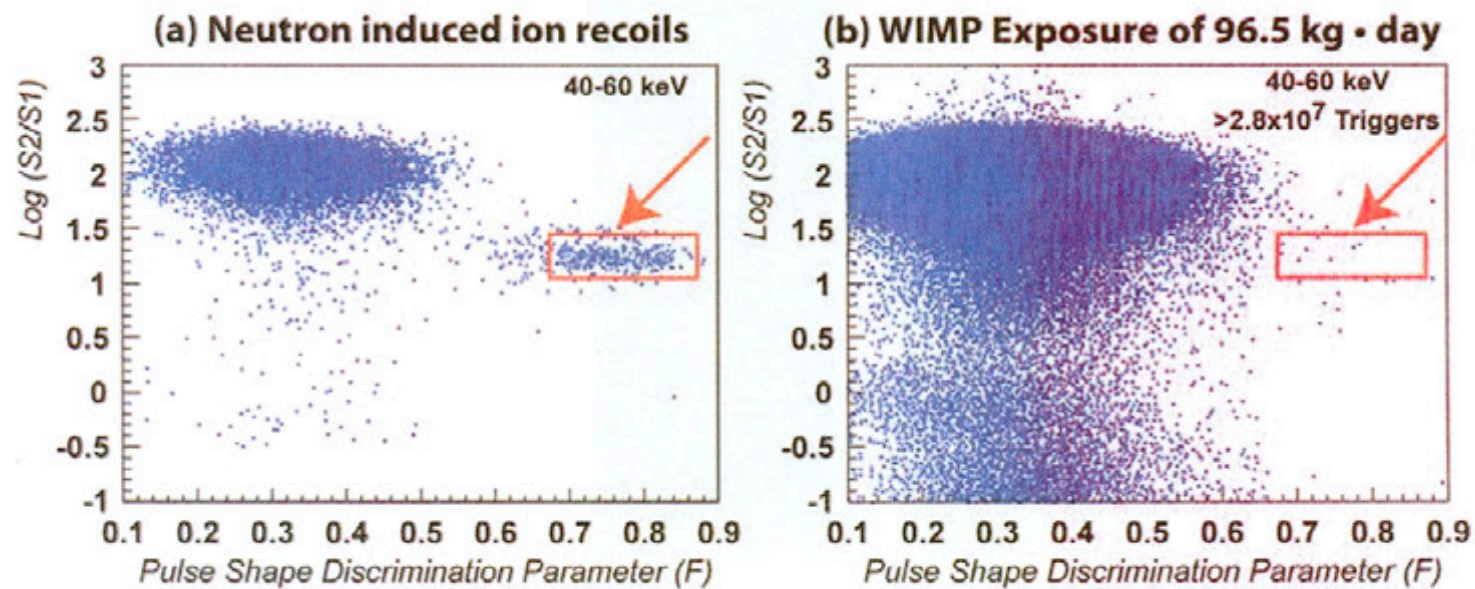 (a) Neutron induced ion recoils
40-60 keV
Log (S2/S1)
3
2.5
2
1.5
1
0.5
0
-0.5
-1
0.1 0.2 0.3 0.4 0.5 0.6 0.7 0.8 0.9
Pulse Shape Discrimination Parameter (F)
(b) WIMP Exposure of 96.5 kg • day
40-60 keV
>2.8x10⁷ Triggers
Log (S2/S1)
3
2.5
2
1.5
1
0.5
0
-0.5
-1
0.1 0.2 0.3 0.4 0.5 0.6 0.7 0.8 0.9
Pulse Shape Discrimination Parameter (F)